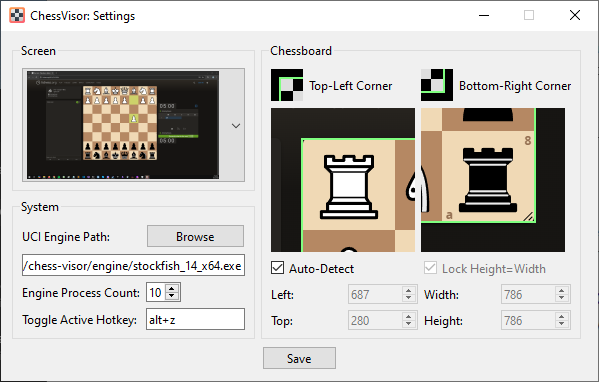 ChessVisor: Settings
Screen
05:00
05:00
System
UCI Engine Path:
Browse
/chess-visor/engine/stockfish_14_x64.exe
Engine Process Count: 10
Toggle Active Hotkey: alt+z
Chessboard
Top-Left Corner
Bottom-Right Corner
8
a
Auto-Detect
Lock Height=Width
Left: 687 Width: 786
Top: 280 Height: 786
Save